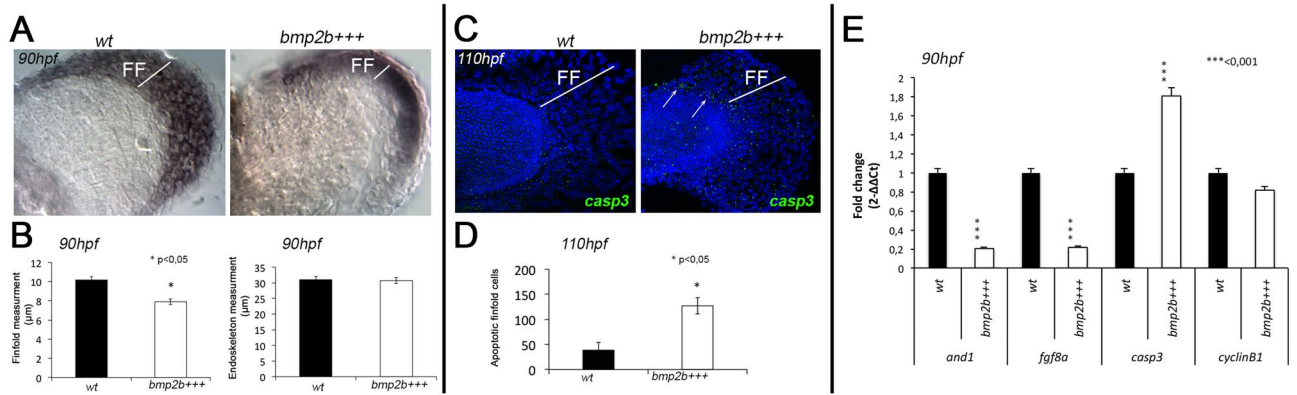 A
wt
bmp2b+++
90hpf
FF
FF
B
90hpf
* p<0,05
Finfold measurment
(µm)
12
10
8
6
4
2
0
*
wt
bmp2b+++
90hpf
Endoskeleton measurment
(µm)
35
30
25
20
15
10
5
0
wt
bmp2b+++
C
wt
bmp2b+++
110hpf
FF
FF
casp3
casp3
D
110hpf
* p<0,05
Apoptotic finfold cells
200
150
100
50
0
*
wt
bmp2b+++
E
90hpf
***<0,001
Fold change
(2-ΔΔCt)
2
1,8
1,6
1,4
1,2
1
0,8
0,6
0,4
0,2
0
***
***
***
wt
bmp2b+++
wt
bmp2b+++
wt
bmp2b+++
wt
bmp2b+++
and1
fgf8a
casp3
cyclinB1